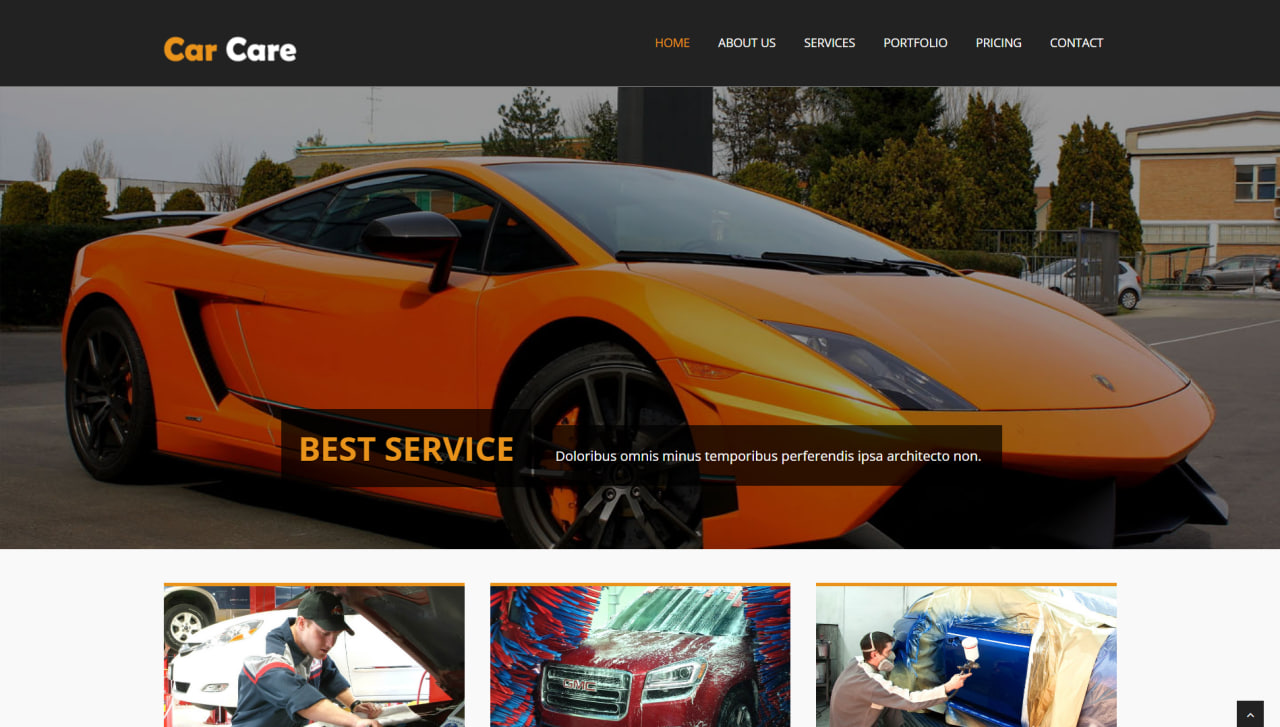 Car Care
HOME ABOUT US SERVICES PORTFOLIO PRICING CONTACT
BEST SERVICE
Doloribus omnis minus temporibus perferendis ipsa architecto non.
GMC